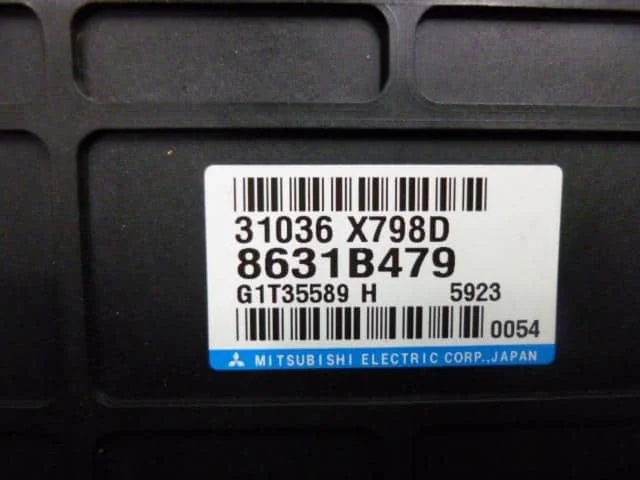 31036 X798D
8631B479
G1T35589 H 5923
0054
MITSUBISHI ELECTRIC CORP.,JAPAN